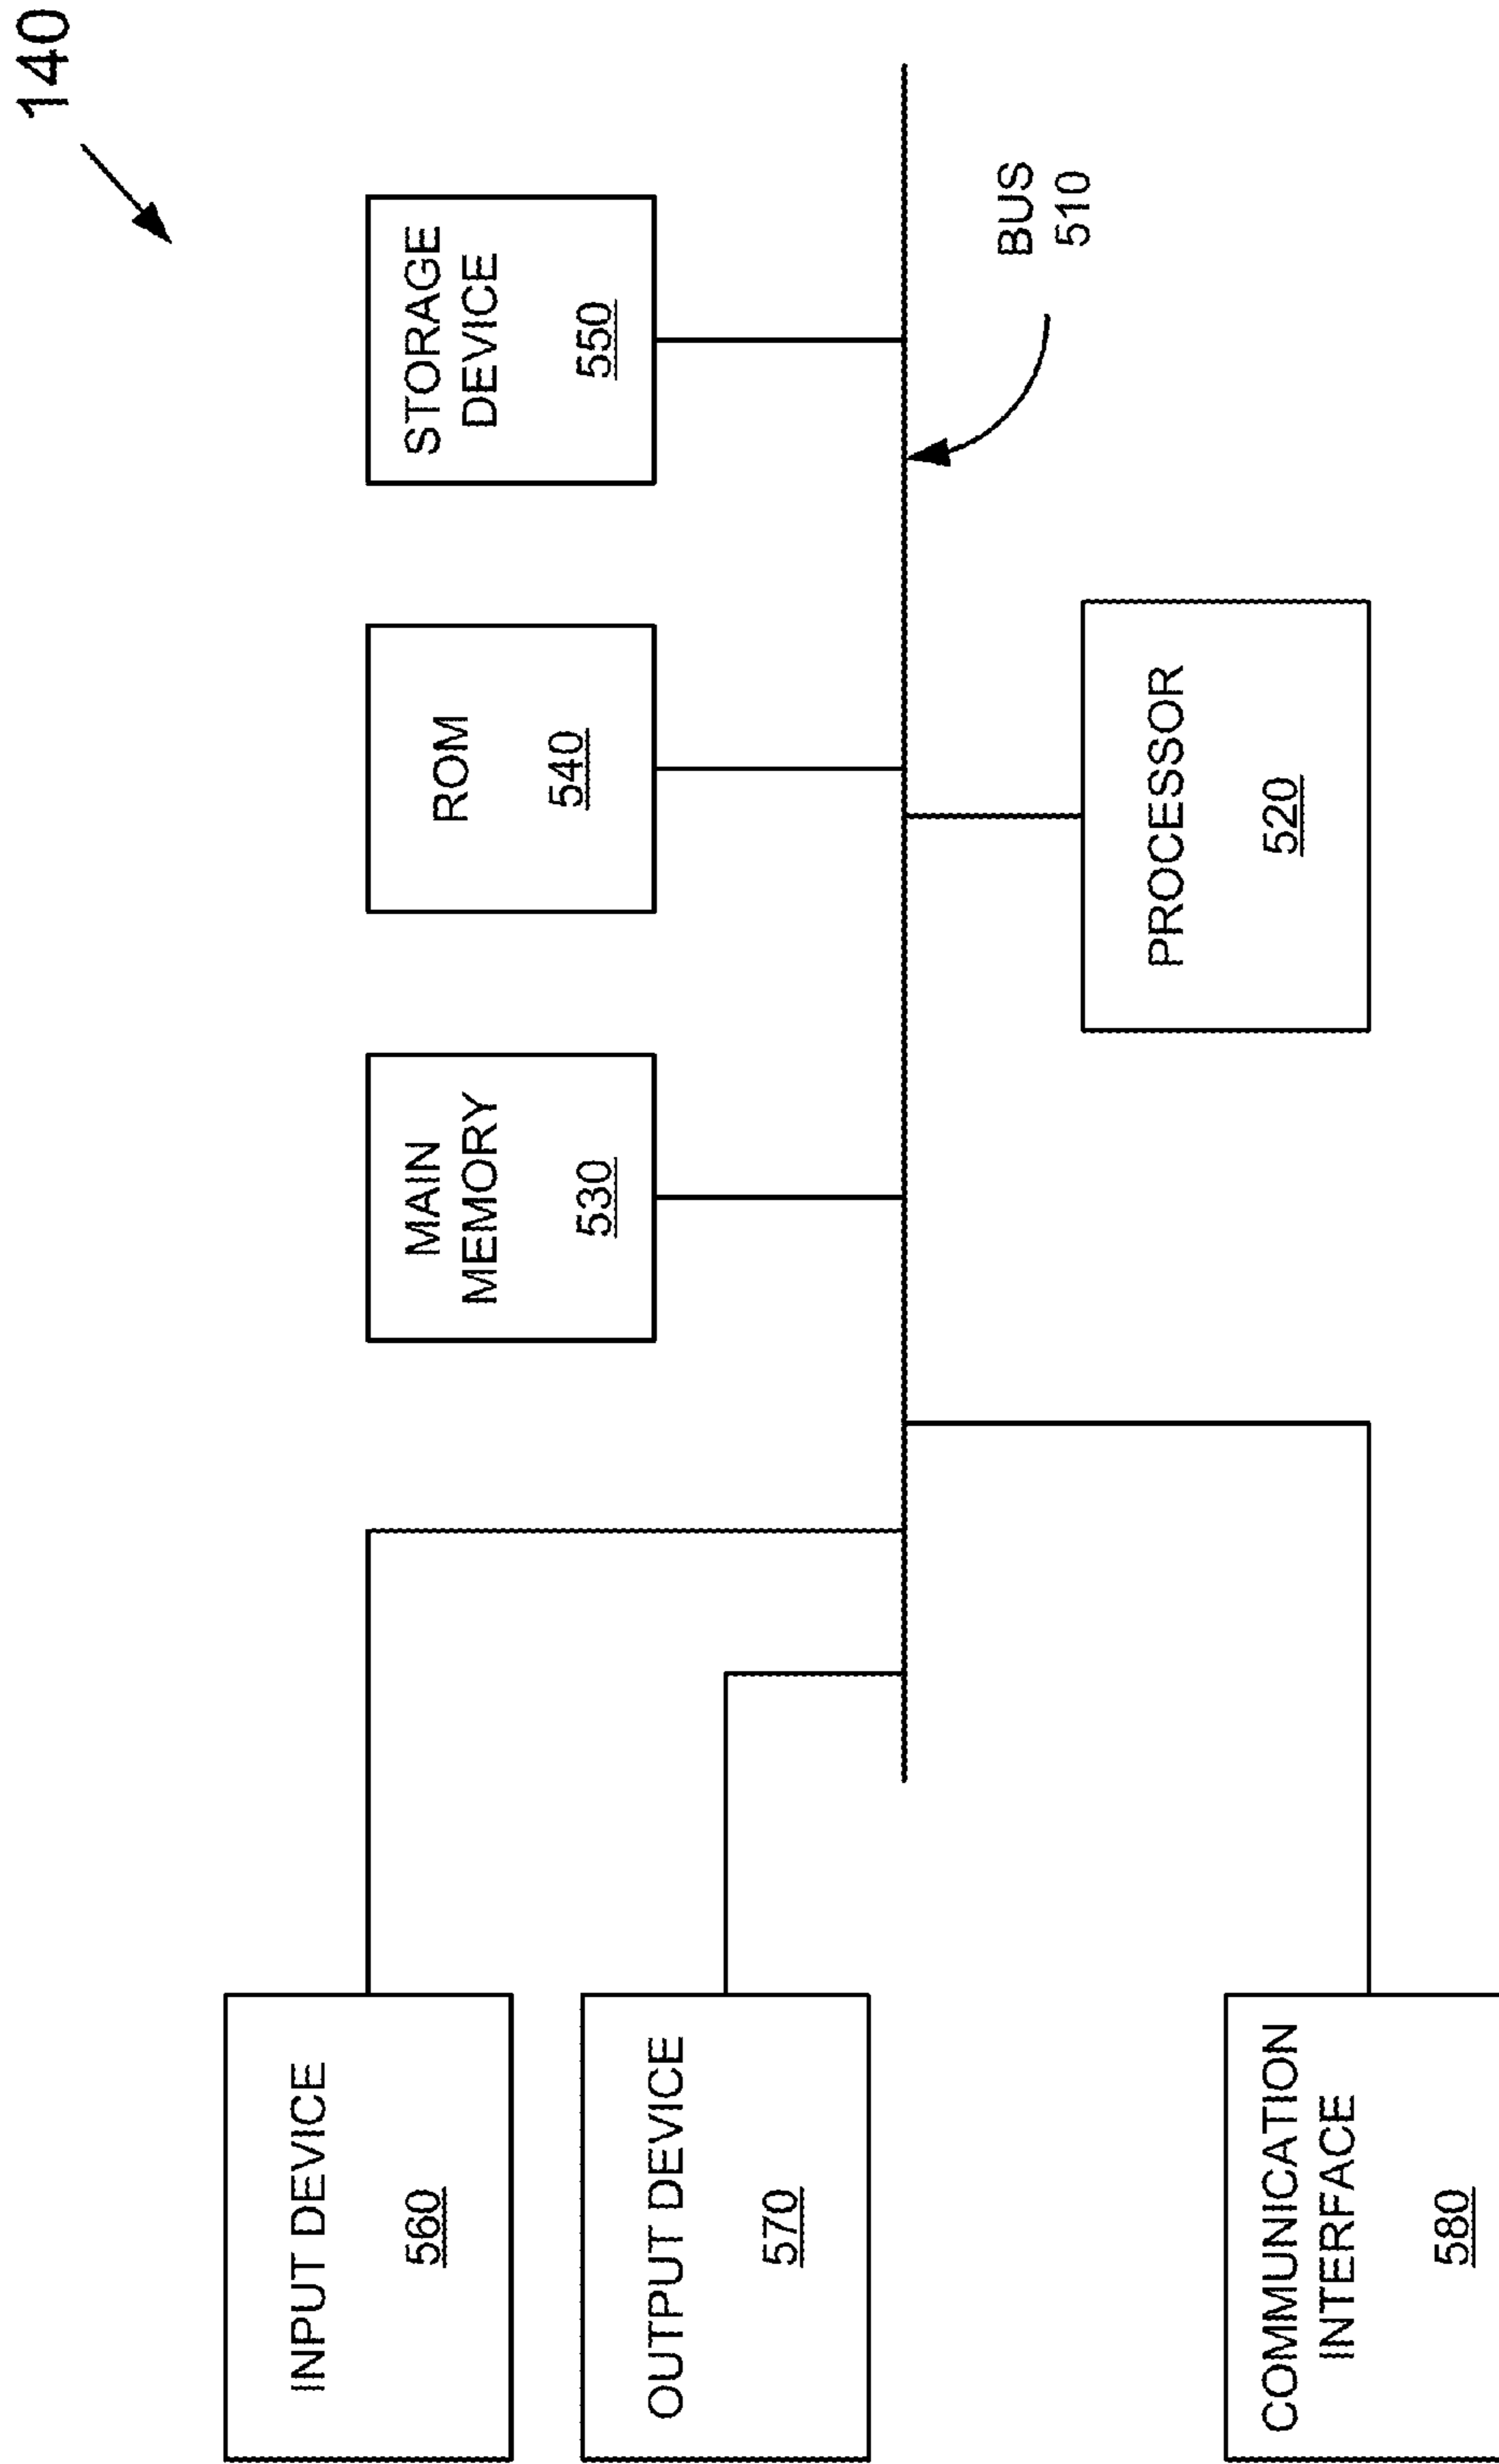 140
STORAGE
DEVICE
550
ROM
540
MAIN
MEMORY
530
BUS
510
PROCESSOR
520
INPUT DEVICE
560
OUTPUT DEVICE
570
COMMUNICATION
INTERFACE
580